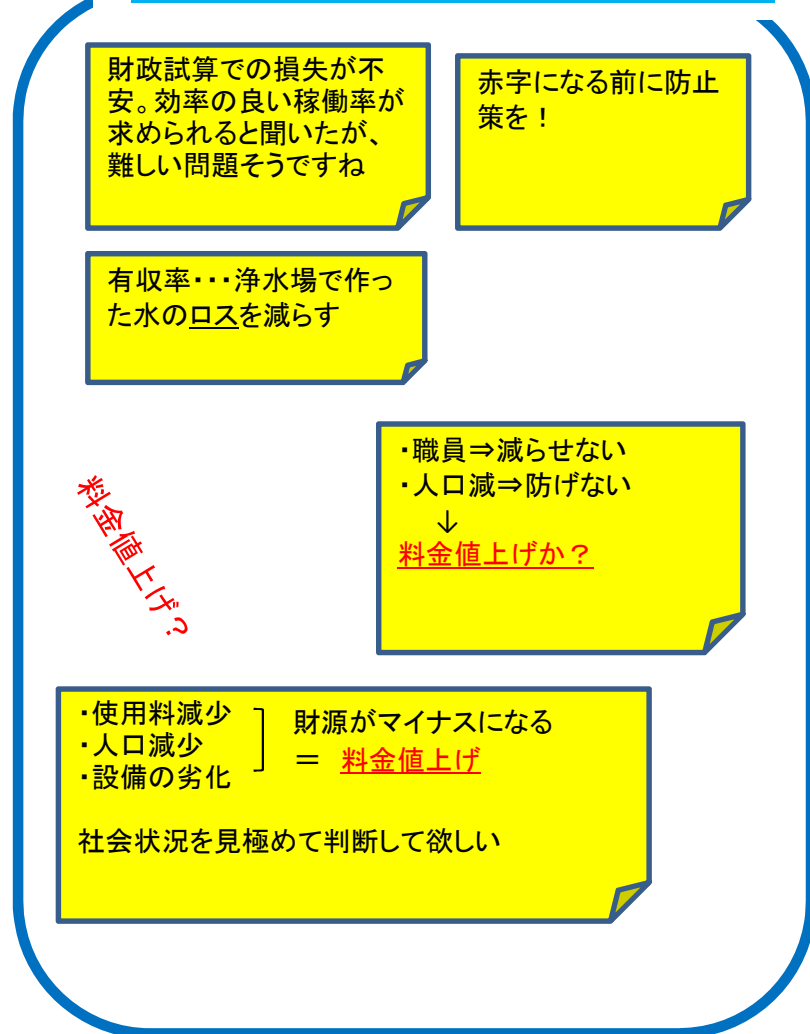 財政試算での損失が不
安。効率の良い稼働率が
求められると聞いたが、
難しい問題そうですね
赤字になる前に防止
策を！
有収率・・・浄水場で作っ
た水のロスを減らす
・職員⇒減らせない
・人口減⇒防げない
↓
料金値上げか？
料金値上げ？
・使用料減少
・人口減少
・設備の劣化
財源がマイナスになる
＝ 料金値上げ
社会状況を見極めて判断して欲しい